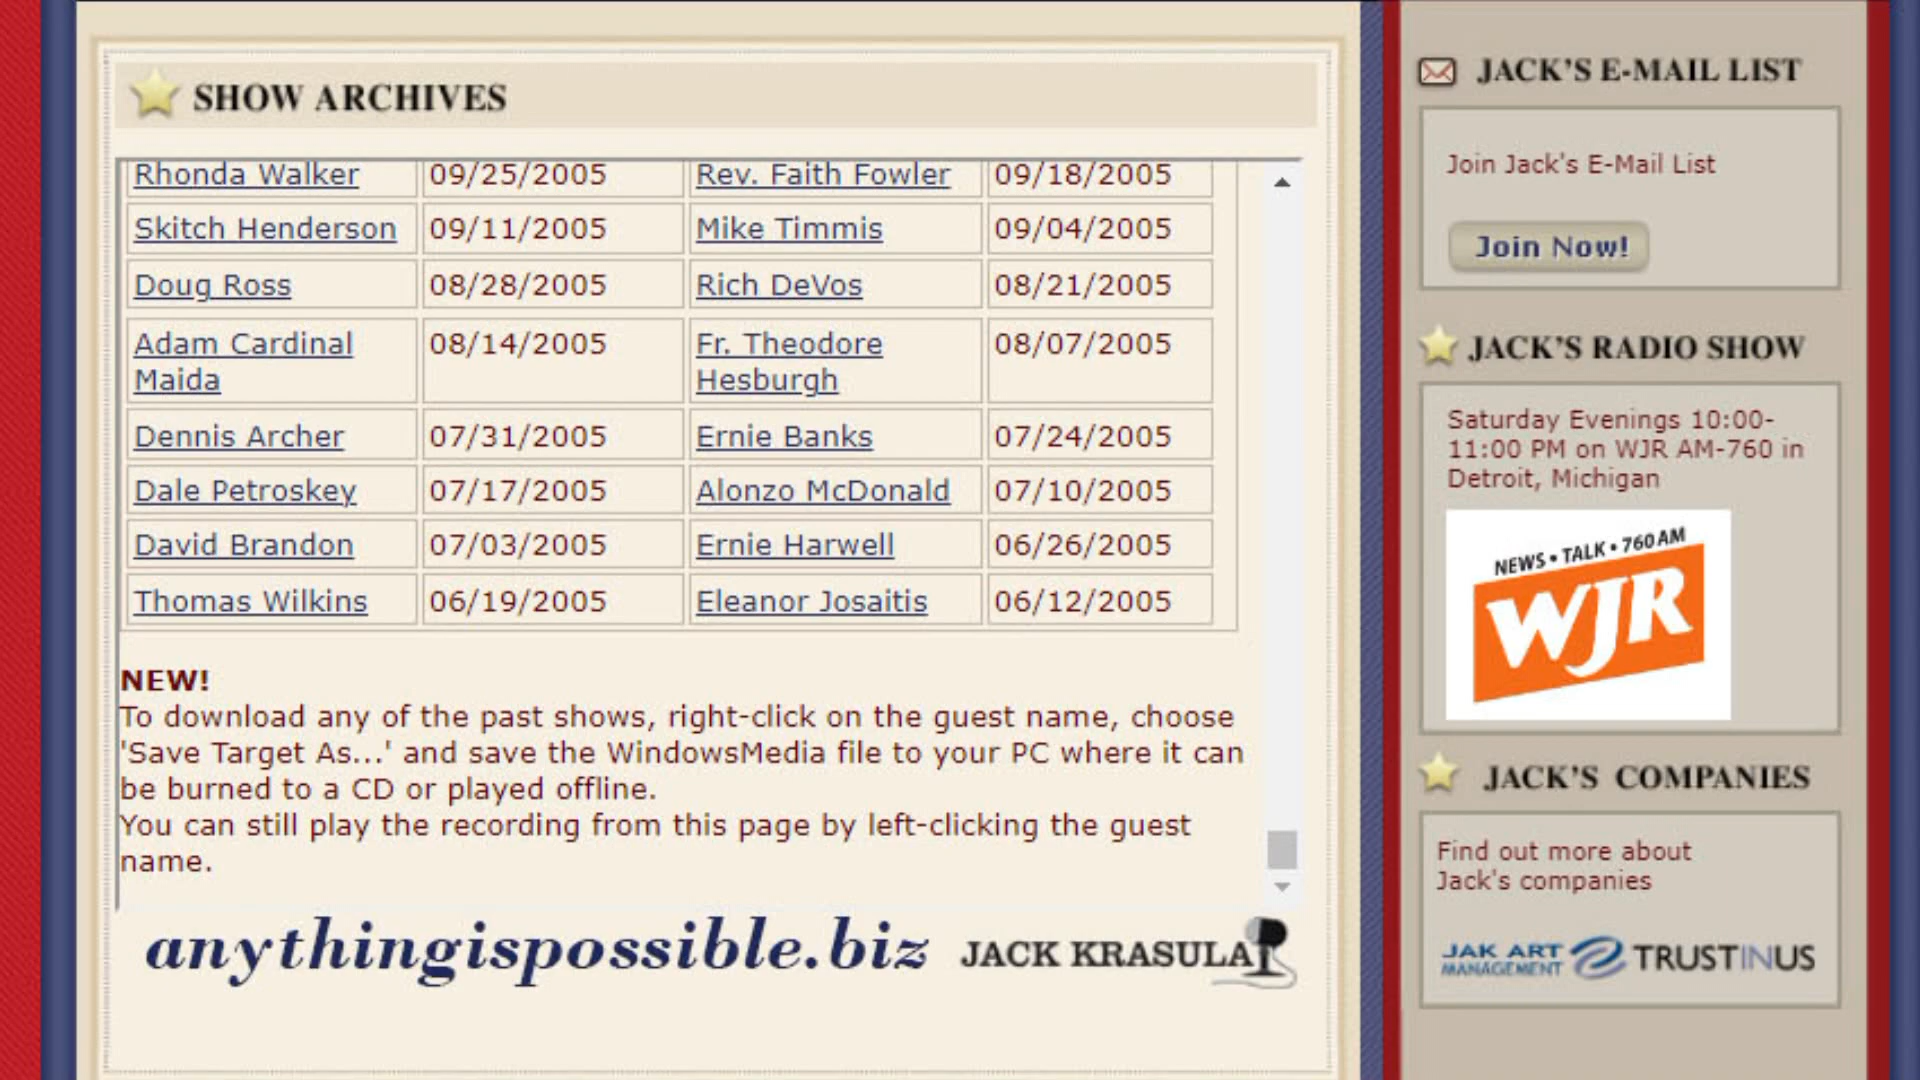 SHOW ARCHIVES
Rhonda Walker 09/25/2005 Rev. Faith Fowler 09/18/2005
Skitch Henderson 09/11/2005 Mike Timmis 09/04/2005
Doug Ross 08/28/2005 Rich DeVos 08/21/2005
Adam Cardinal 08/14/2005 Fr. Theodore 08/07/2005
Maida Hesburgh
Dennis Archer 07/31/2005 Ernie Banks 07/24/2005
Dale Petroskey 07/17/2005 Alonzo McDonald 07/10/2005
David Brandon 07/03/2005 Ernie Harwell 06/26/2005
Thomas Wilkins 06/19/2005 Eleanor Josaitis 06/12/2005
NEW!
To download any of the past shows, right-click on the guest name, choose
'Save Target As...' and save the WindowsMedia file to your PC where it can
be burned to a CD or played offline.
You can still play the recording from this page by left-clicking the guest
name.
anythingispossible.biz JACK KRASULA
JACK'S E-MAIL LIST
Join Jack's E-Mail List
Join Now!
JACK'S RADIO SHOW
Saturday Evenings 10:00-
11:00 PM on WJR AM-760 in
Detroit, Michigan
NEWS • TALK • 760 AM
WJR
JACK'S COMPANIES
Find out more about
Jack's companies
JAK ART
MANAGEMENT
TRUSTINUS